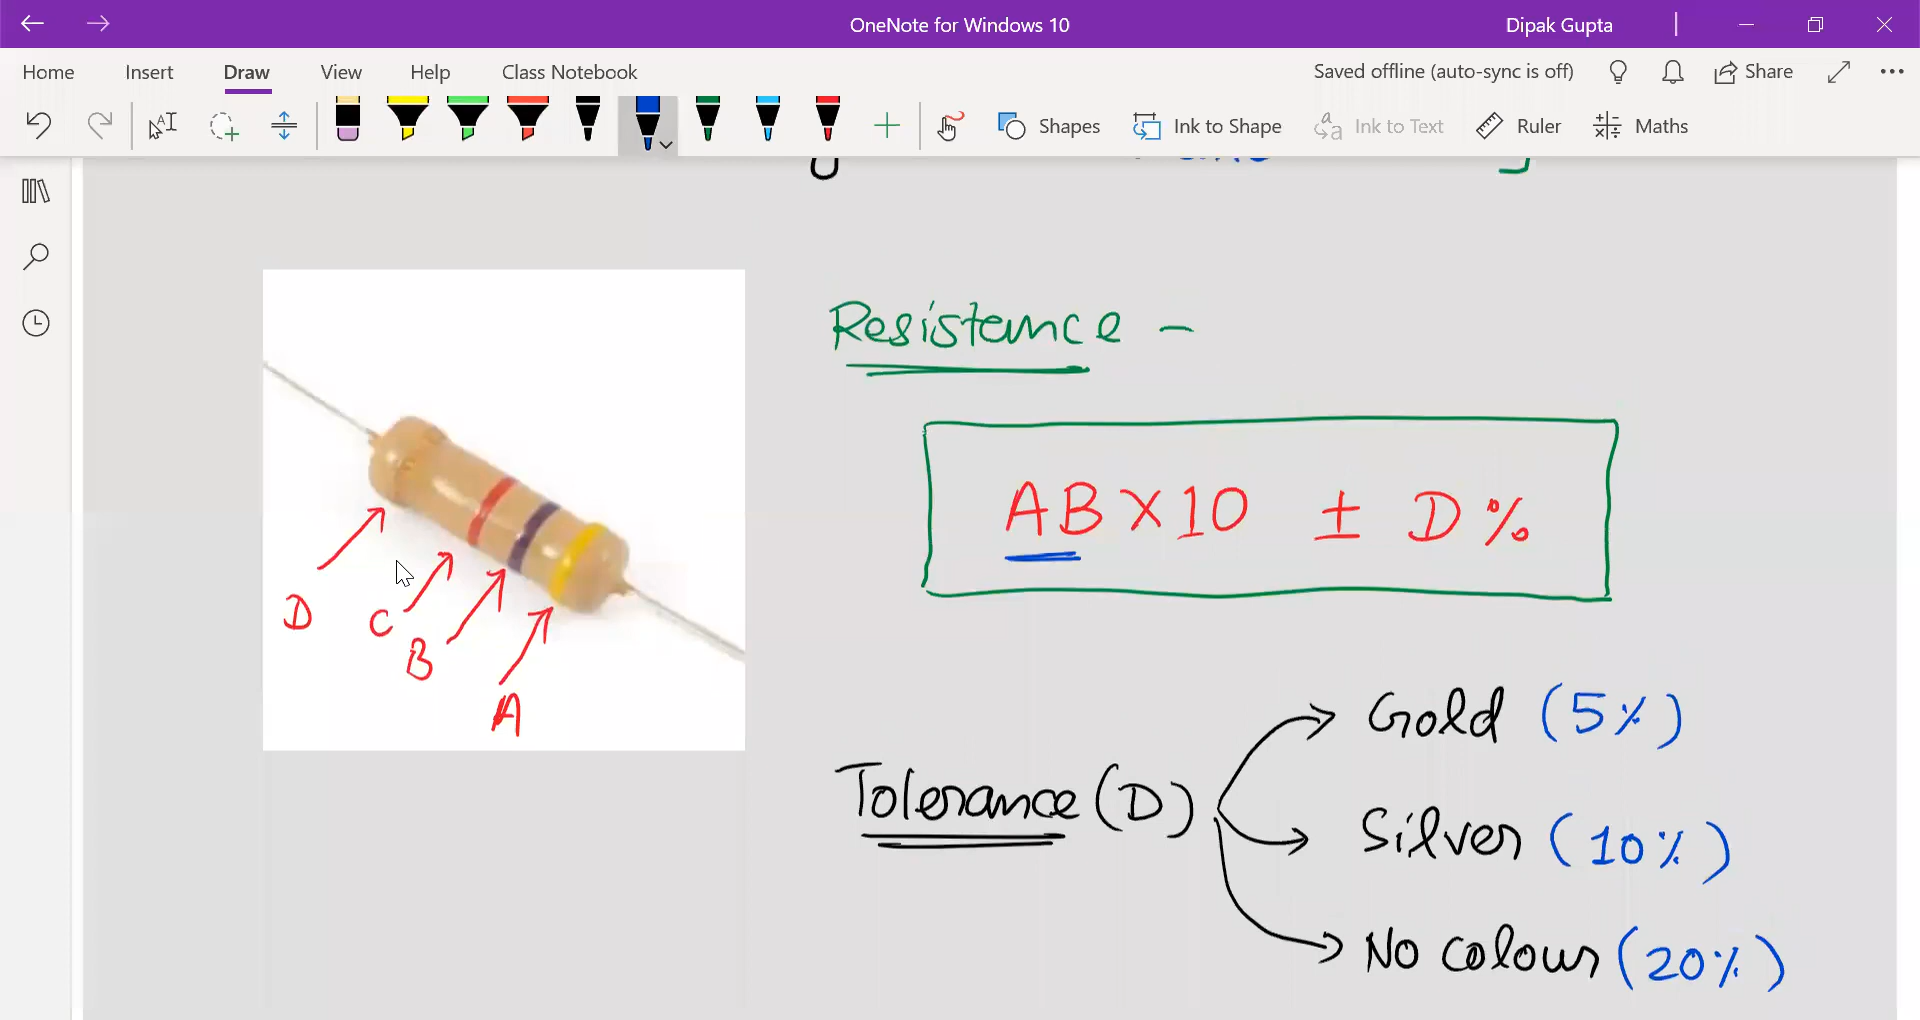 OneNote for Windows 10
Dipak Gupta
Home Insert Draw View Help Class Notebook
Saved offline (auto-sync is off) Share
Shapes Ink to Shape Ink to Text Ruler Maths
Resistance -
AB×10 ± D%
D
C
B
A
Gold (5%)
Tolerance (D)
Silver (10%)
No colour (20%)